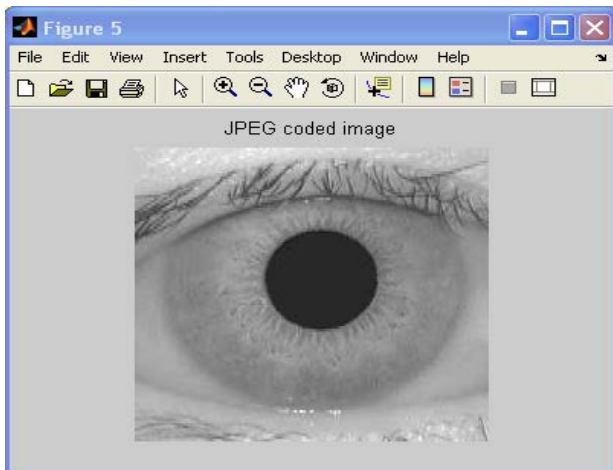 Figure 5
File Edit View Insert Tools Desktop Window Help
JPEG coded image